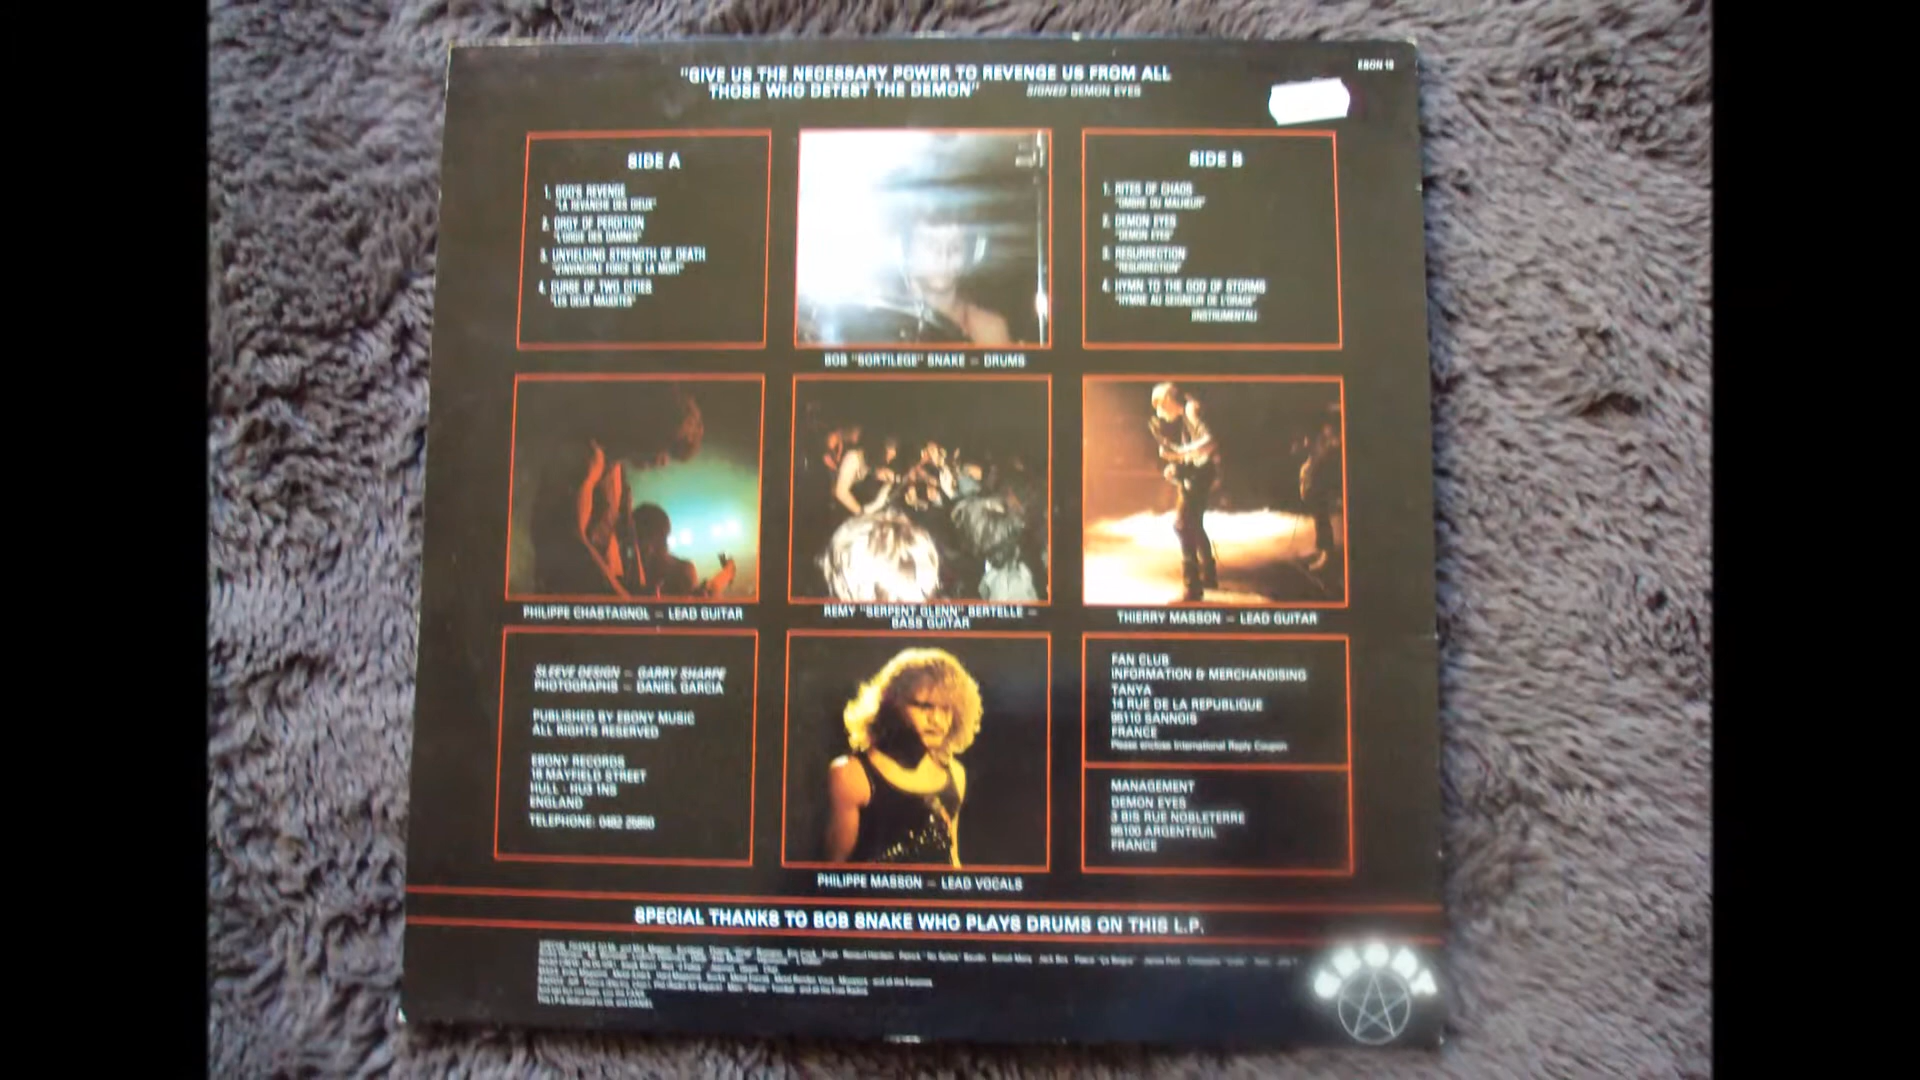 "GIVE US THE NECESSARY POWER TO REVENGE US FROM ALL
THOSE WHO DETEST THE DEMON" SIGNED DEMON EYES
EBON 19
SIDE A
1. GOD'S REVENGE
"LA REVANCHE DES DIEUX"
2. ORGY OF PERDITION
"L'ORGIE DES DAMNES"
3. UNYIELDING STRENGTH OF DEATH
"L'INVINCIBLE FORCE DE LA MORT"
4. CURSE OF TWO CITIES
"LES DEUX MAUDITES"
SIDE B
1. RITES OF CHAOS
"OMBRE DU MALHEUR"
2. DEMON EYES
"DEMON EYES"
3. RESURRECTION
"RESURRECTION"
4. HYMN TO THE GOD OF STORMS
"HYMNE AU SEIGNEUR DE L'ORAGE"
(INSTRUMENTAL)
BOB "SORTILEGE" SNAKE – DRUMS
PHILIPPE CHASTAGNOL – LEAD GUITAR
REMY "SERPENT GLENN" BERTELLE –
BASS GUITAR
THIERRY MASSON – LEAD GUITAR
SLEEVE DESIGN – GARRY SHARPE
PHOTOGRAPHS – DANIEL GARCIA
PUBLISHED BY EBONY MUSIC
ALL RIGHTS RESERVED
EBONY RECORDS
18 MAYFIELD STREET
HULL - HU3 1NS
ENGLAND
TELEPHONE: 0482 25850
PHILIPPE MASSON – LEAD VOCALS
FAN CLUB
INFORMATION & MERCHANDISING
TANYA
14 RUE DE LA REPUBLIQUE
95110 SANNOIS
FRANCE
Please enclose International Reply Coupon
MANAGEMENT
DEMON EYES
3 BIS RUE NOBLETERRE
95100 ARGENTEUIL
FRANCE
SPECIAL THANKS TO BOB SNAKE WHO PLAYS DRUMS ON THIS L.P.
EBONY